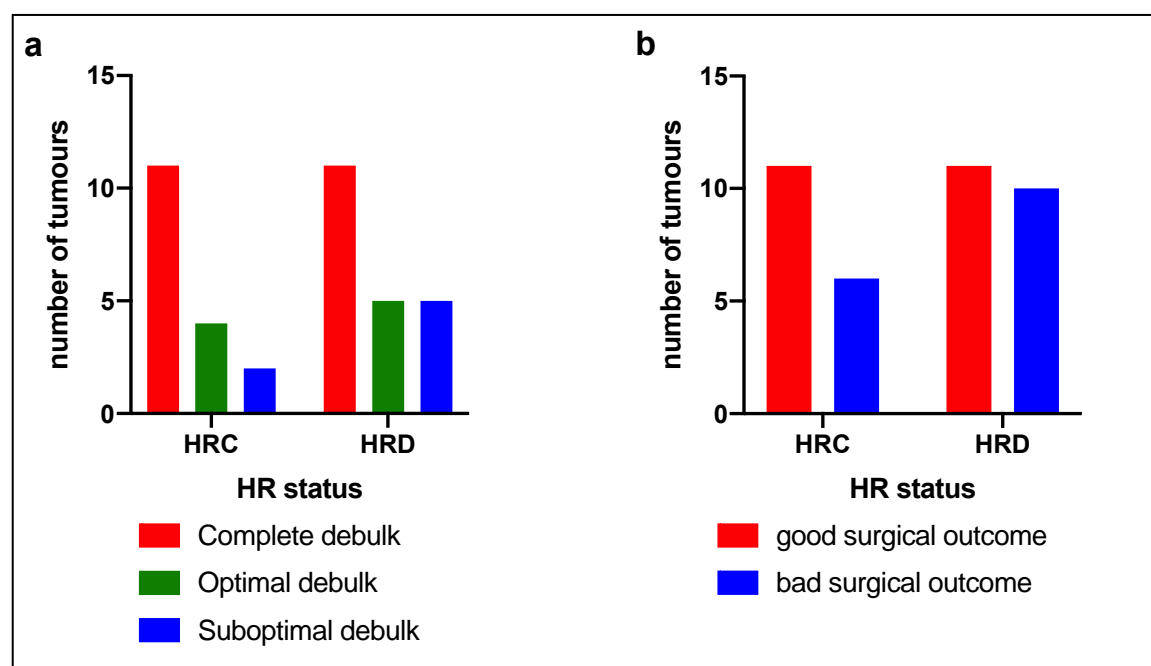 a
15
10
5
0
number of tumours
HRC HRD
HR status
Complete debulk
Optimal debulk
Suboptimal debulk
b
15
10
5
0
number of tumours
HRC HRD
HR status
good surgical outcome
bad surgical outcome